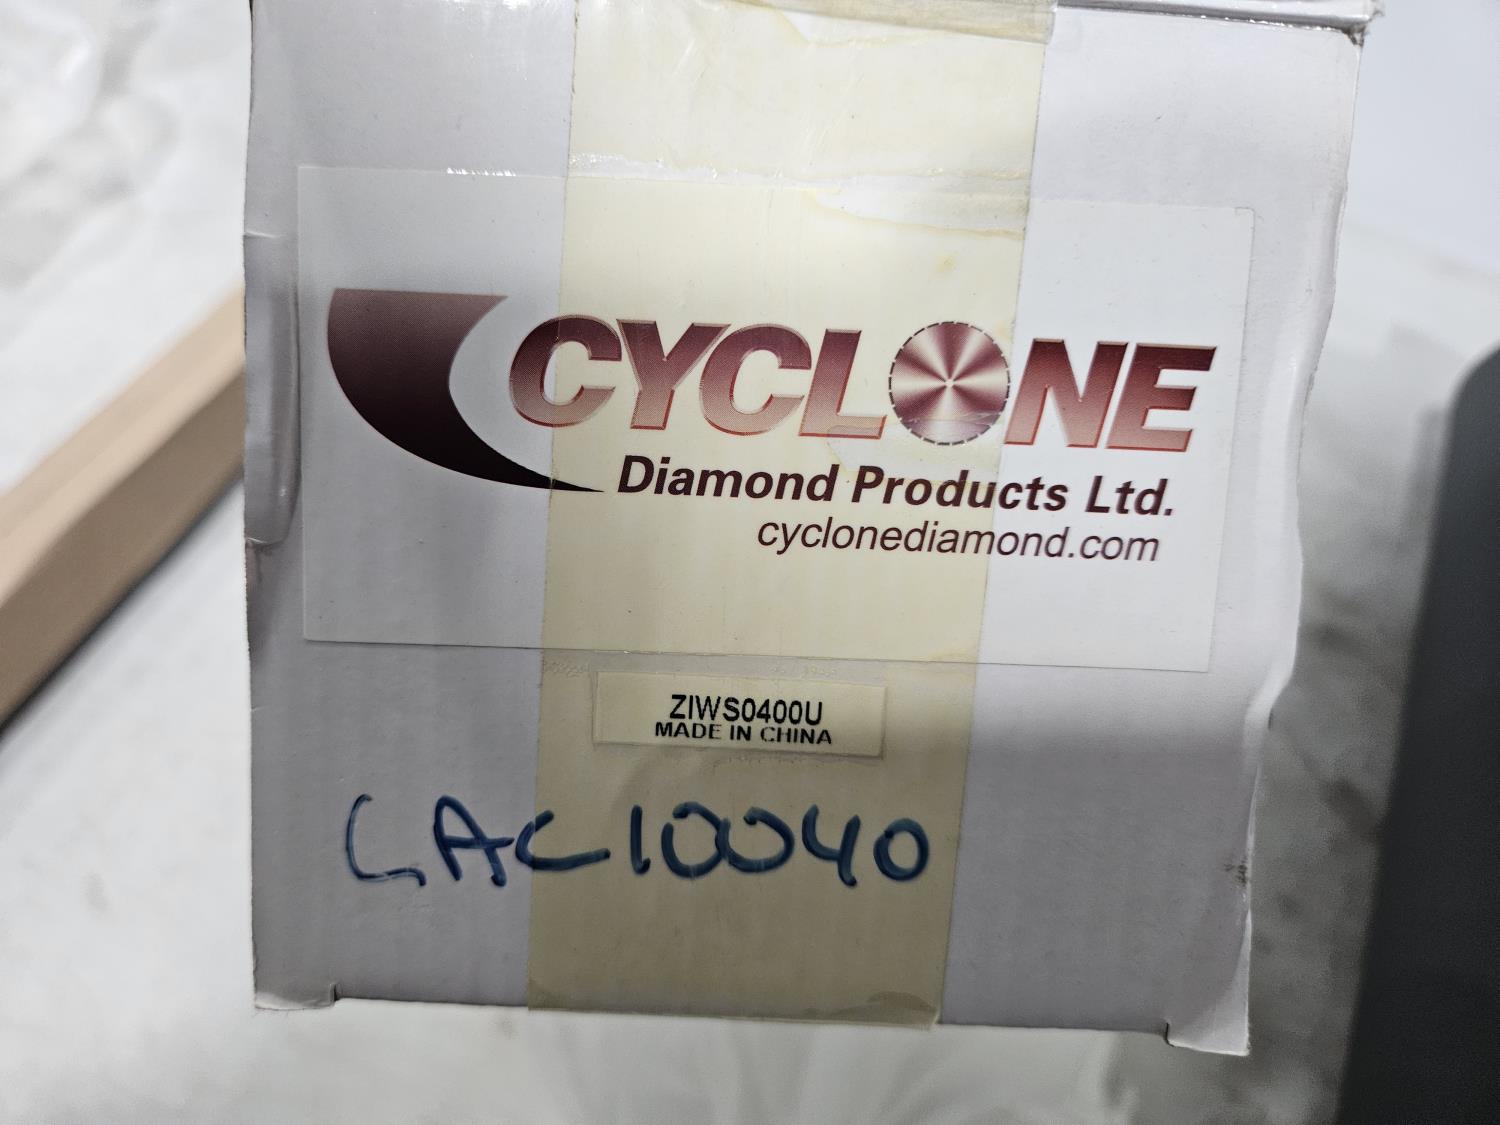 CYCLONE
Diamond Products Ltd.
cyclonediamond.com
ZIWS0400U
MADE IN CHINA
LAC10040